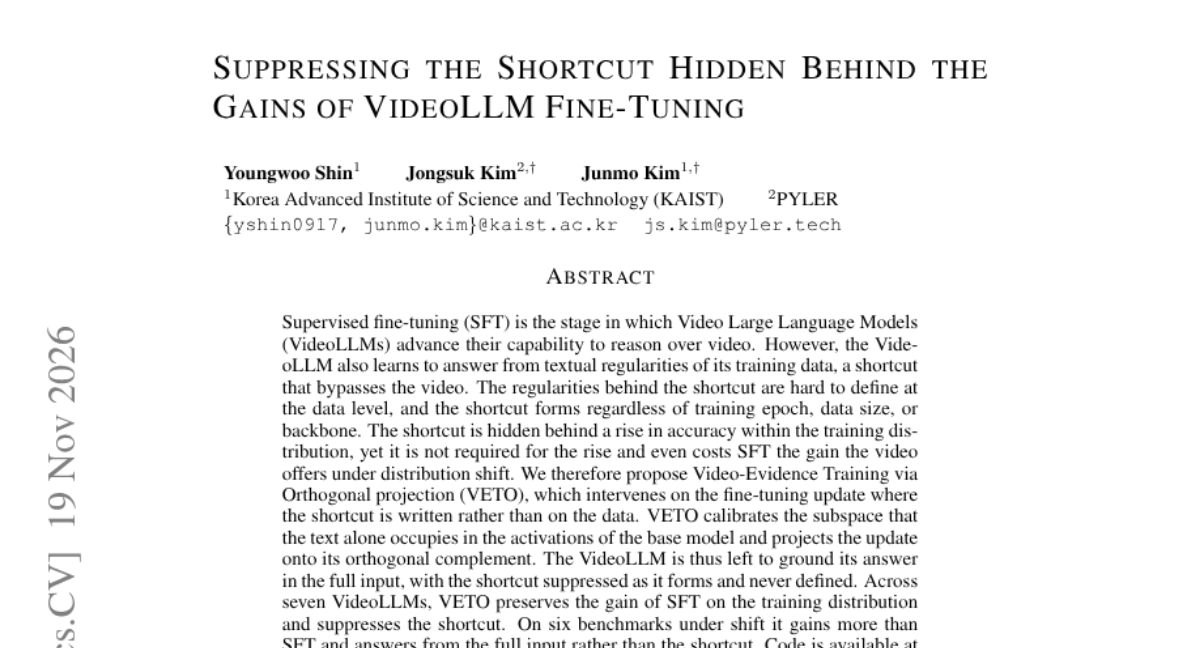 SUPPRESSING THE SHORTCUT HIDDEN BEHIND THE
GAINS OF VIDEOLLM FINE-TUNING
Youngwoo Shin¹ Jongsuk Kim²,† Junmo Kim¹,†
¹Korea Advanced Institute of Science and Technology (KAIST) ²PYLER
{yshin0917, junmo.kim}@kaist.ac.kr js.kim@pyler.tech
ABSTRACT
Supervised fine-tuning (SFT) is the stage in which Video Large Language Models
(VideoLLMs) advance their capability to reason over video. However, the Vide-
oLLM also learns to answer from textual regularities of its training data, a shortcut
that bypasses the video. The regularities behind the shortcut are hard to define at
the data level, and the shortcut forms regardless of training epoch, data size, or
backbone. The shortcut is hidden behind a rise in accuracy within the training dis-
tribution, yet it is not required for the rise and even costs SFT the gain the video
offers under distribution shift. We therefore propose Video-Evidence Training via
Orthogonal projection (VETO), which intervenes on the fine-tuning update where
the shortcut is written rather than on the data. VETO calibrates the subspace that
the text alone occupies in the activations of the base model and projects the update
onto its orthogonal complement. The VideoLLM is thus left to ground its answer
in the full input, with the shortcut suppressed as it forms and never defined. Across
seven VideoLLMs, VETO preserves the gain of SFT on the training distribution
and suppresses the shortcut. On six benchmarks under shift it gains more than
SFT and answers from the full input rather than the shortcut. Code is available at
cs.CV] 19 Nov 2026